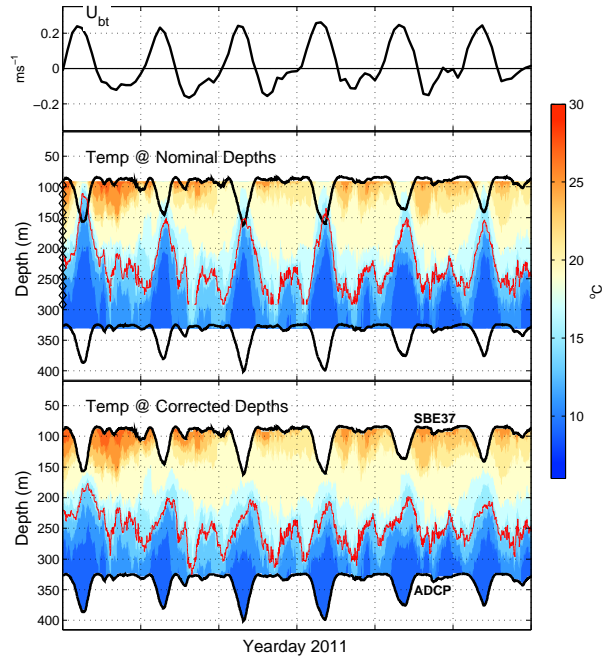 U_bt
0.2
0
−0.2
ms⁻¹
Temp @ Nominal Depths
50
100
150
200
250
300
350
400
Depth (m)
Temp @ Corrected Depths
SBE37
50
100
150
200
250
300
350
400
Depth (m)
ADCP
Yearday 2011
30
25
20
15
10
°C